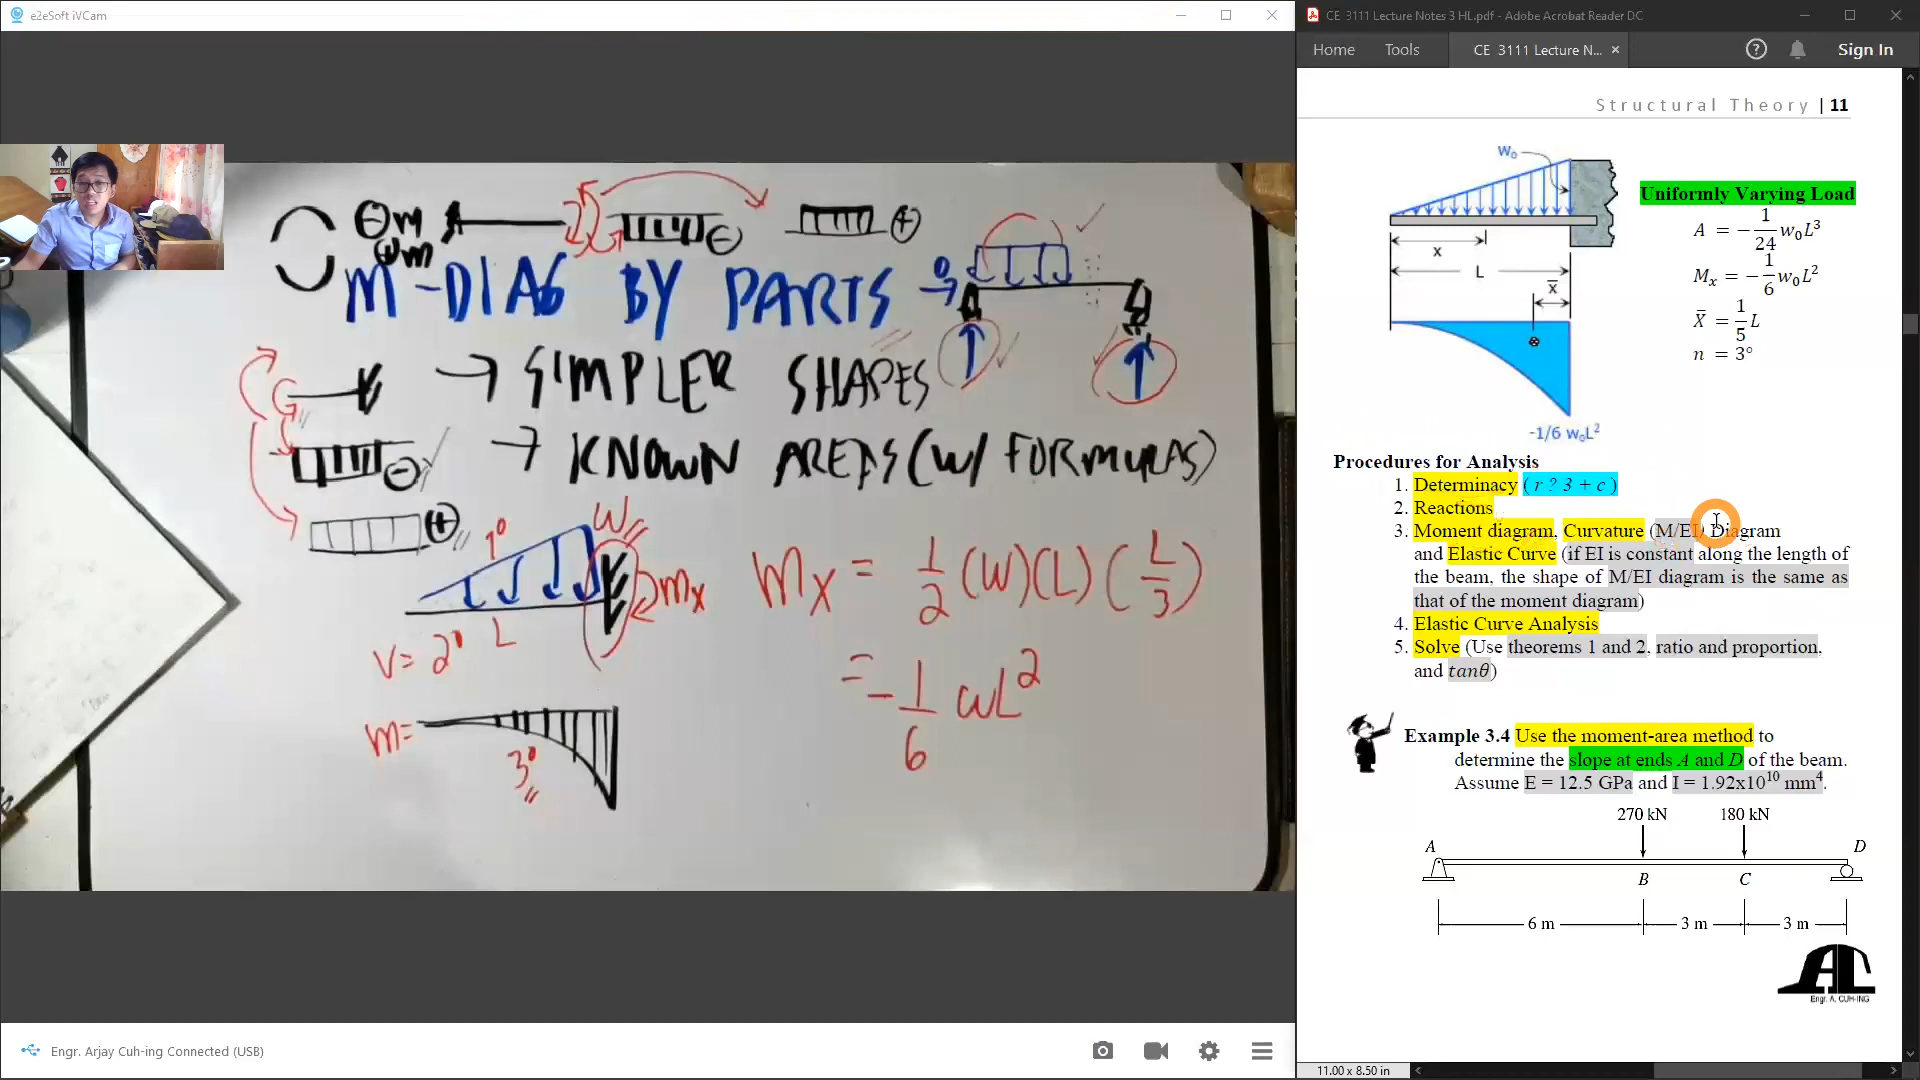 e2eSoft iVCam
⊖m
⊕m
⊖
⊕
M-DIAG BY PARTS →
→ SIMPLER SHAPES
→ KNOWN AREAS (W/ FORMULAS)
⊖
⊕
1°
W
Mx
L
V= 2°
M=
3°
Mx = 1/2 (W)(L)(L/3)
= -1/6 wL²
Engr. Arjay Cuh-ing Connected (USB)
CE 3111 Lecture Notes 3 HL.pdf - Adobe Acrobat Reader DC
Home Tools CE 3111 Lecture N... × ? Sign In
Structural Theory | 11
w₀
x
L
x̄
-1/6 w₀L²
Uniformly Varying Load
A = -1/24 w₀L³
Mₓ = -1/6 w₀L²
X̄ = 1/5 L
n = 3°
Procedures for Analysis
1. Determinacy ( r ? 3 + c )
2. Reactions
3. Moment diagram, Curvature (M/EI) Diagram
and Elastic Curve (if EI is constant along the length of
the beam, the shape of M/EI diagram is the same as
that of the moment diagram)
4. Elastic Curve Analysis
5. Solve (Use theorems 1 and 2, ratio and proportion,
and tanθ)
Example 3.4 Use the moment-area method to
determine the slope at ends A and D of the beam.
Assume E = 12.5 GPa and I = 1.92x10¹⁰ mm⁴.
270 kN 180 kN
A D
B C
6 m 3 m 3 m
Engr. A. CUH-ING
11.00 x 8.50 in